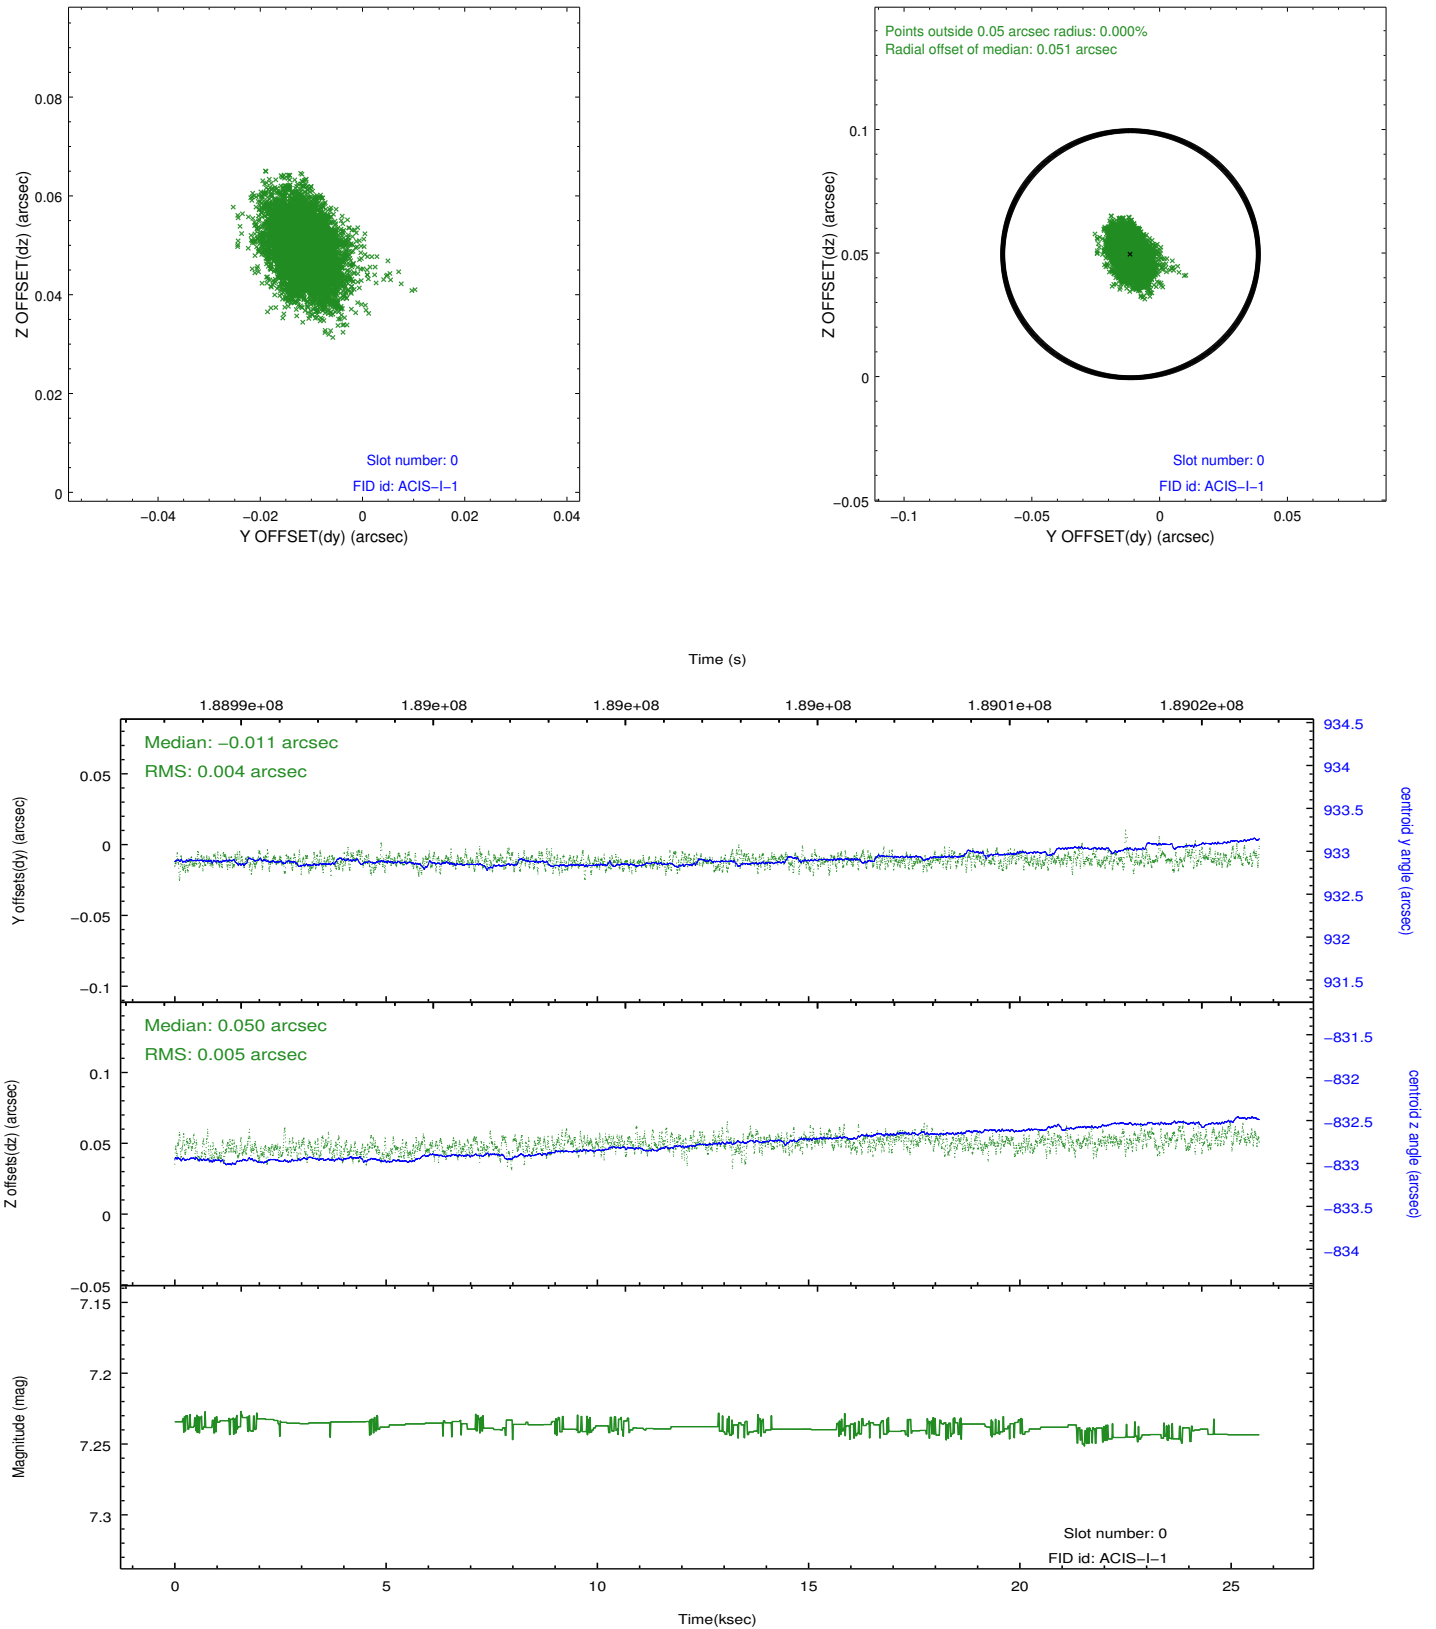 0.08
0.06
0.04
0.02
0
Z OFFSET(dz) (arcsec)
Slot number: 0
FID id: ACIS−I−1
−0.04
−0.02
0
0.02
0.04
Y OFFSET(dy) (arcsec)
Points outside 0.05 arcsec radius: 0.000%
Radial offset of median: 0.051 arcsec
0.1
0.05
0
−0.05
Z OFFSET(dz) (arcsec)
Slot number: 0
FID id: ACIS−I−1
−0.1
−0.05
0
0.05
Y OFFSET(dy) (arcsec)
Time (s)
1.8899e+08
1.89e+08
1.89e+08
1.89e+08
1.8901e+08
1.8902e+08
Median: −0.011 arcsec
RMS: 0.004 arcsec
0.05
0
−0.05
−0.1
Y offsets(dy) (arcsec)
934.5
934
933.5
933
932.5
932
931.5
centroid y angle (arcsec)
Median: 0.050 arcsec
RMS: 0.005 arcsec
0.1
0.05
0
−0.05
Z offsets(dz) (arcsec)
−831.5
−832
−832.5
−833
−833.5
−834
centroid z angle (arcsec)
7.15
7.2
7.25
7.3
Magnitude (mag)
Slot number: 0
FID id: ACIS−I−1
0
5
10
15
20
25
Time(ksec)